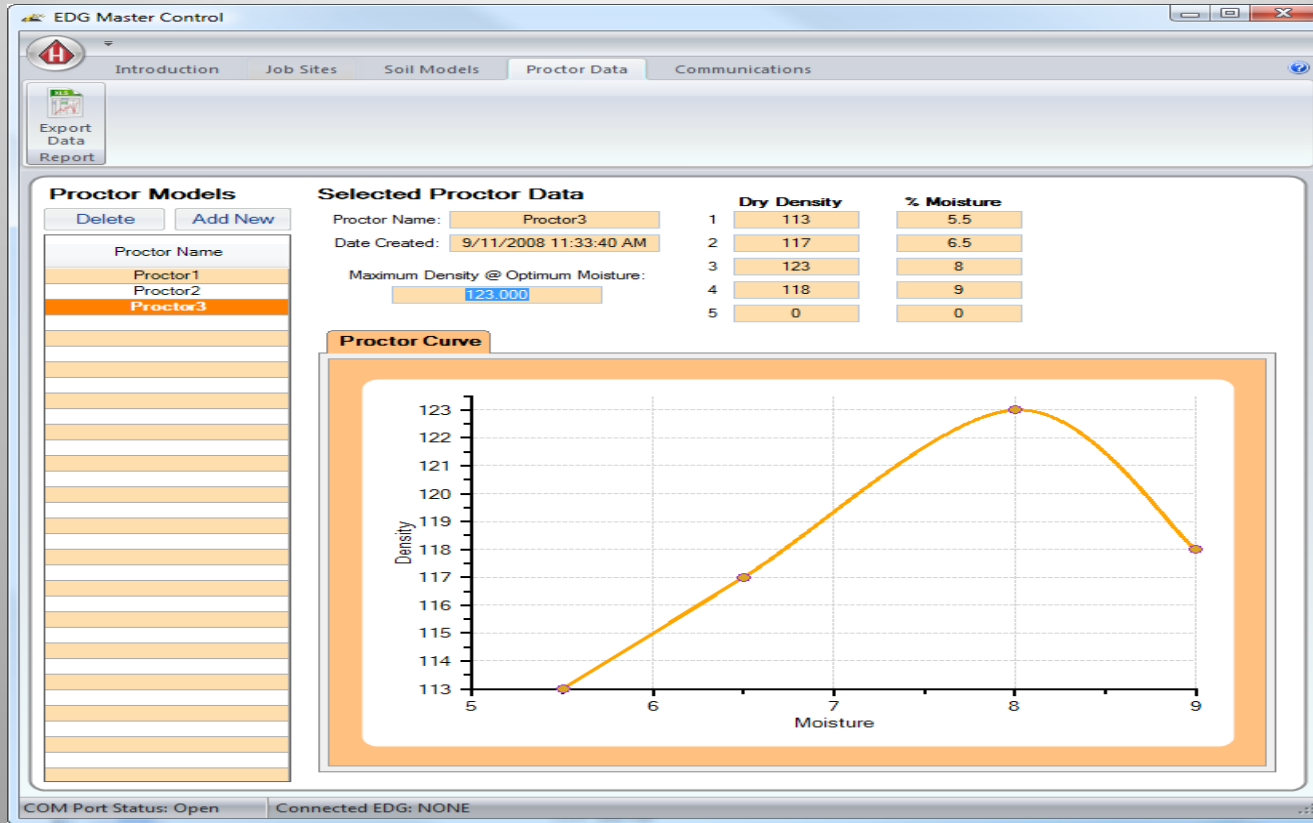 EDG Master Control
H
Introduction Job Sites Soil Models Proctor Data Communications
XLS
Export
Data
Report
Proctor Models
Delete Add New
Proctor Name
Proctor1
Proctor2
Proctor3
Selected Proctor Data
Proctor Name: Proctor3
Date Created: 9/11/2008 11:33:40 AM
Maximum Density @ Optimum Moisture:
123.000
Dry Density % Moisture
1 113 5.5
2 117 6.5
3 123 8
4 118 9
5 0 0
Proctor Curve
Density
123
122
121
120
119
118
117
116
115
114
113
5 6 7 8 9
Moisture
COM Port Status: Open Connected EDG: NONE